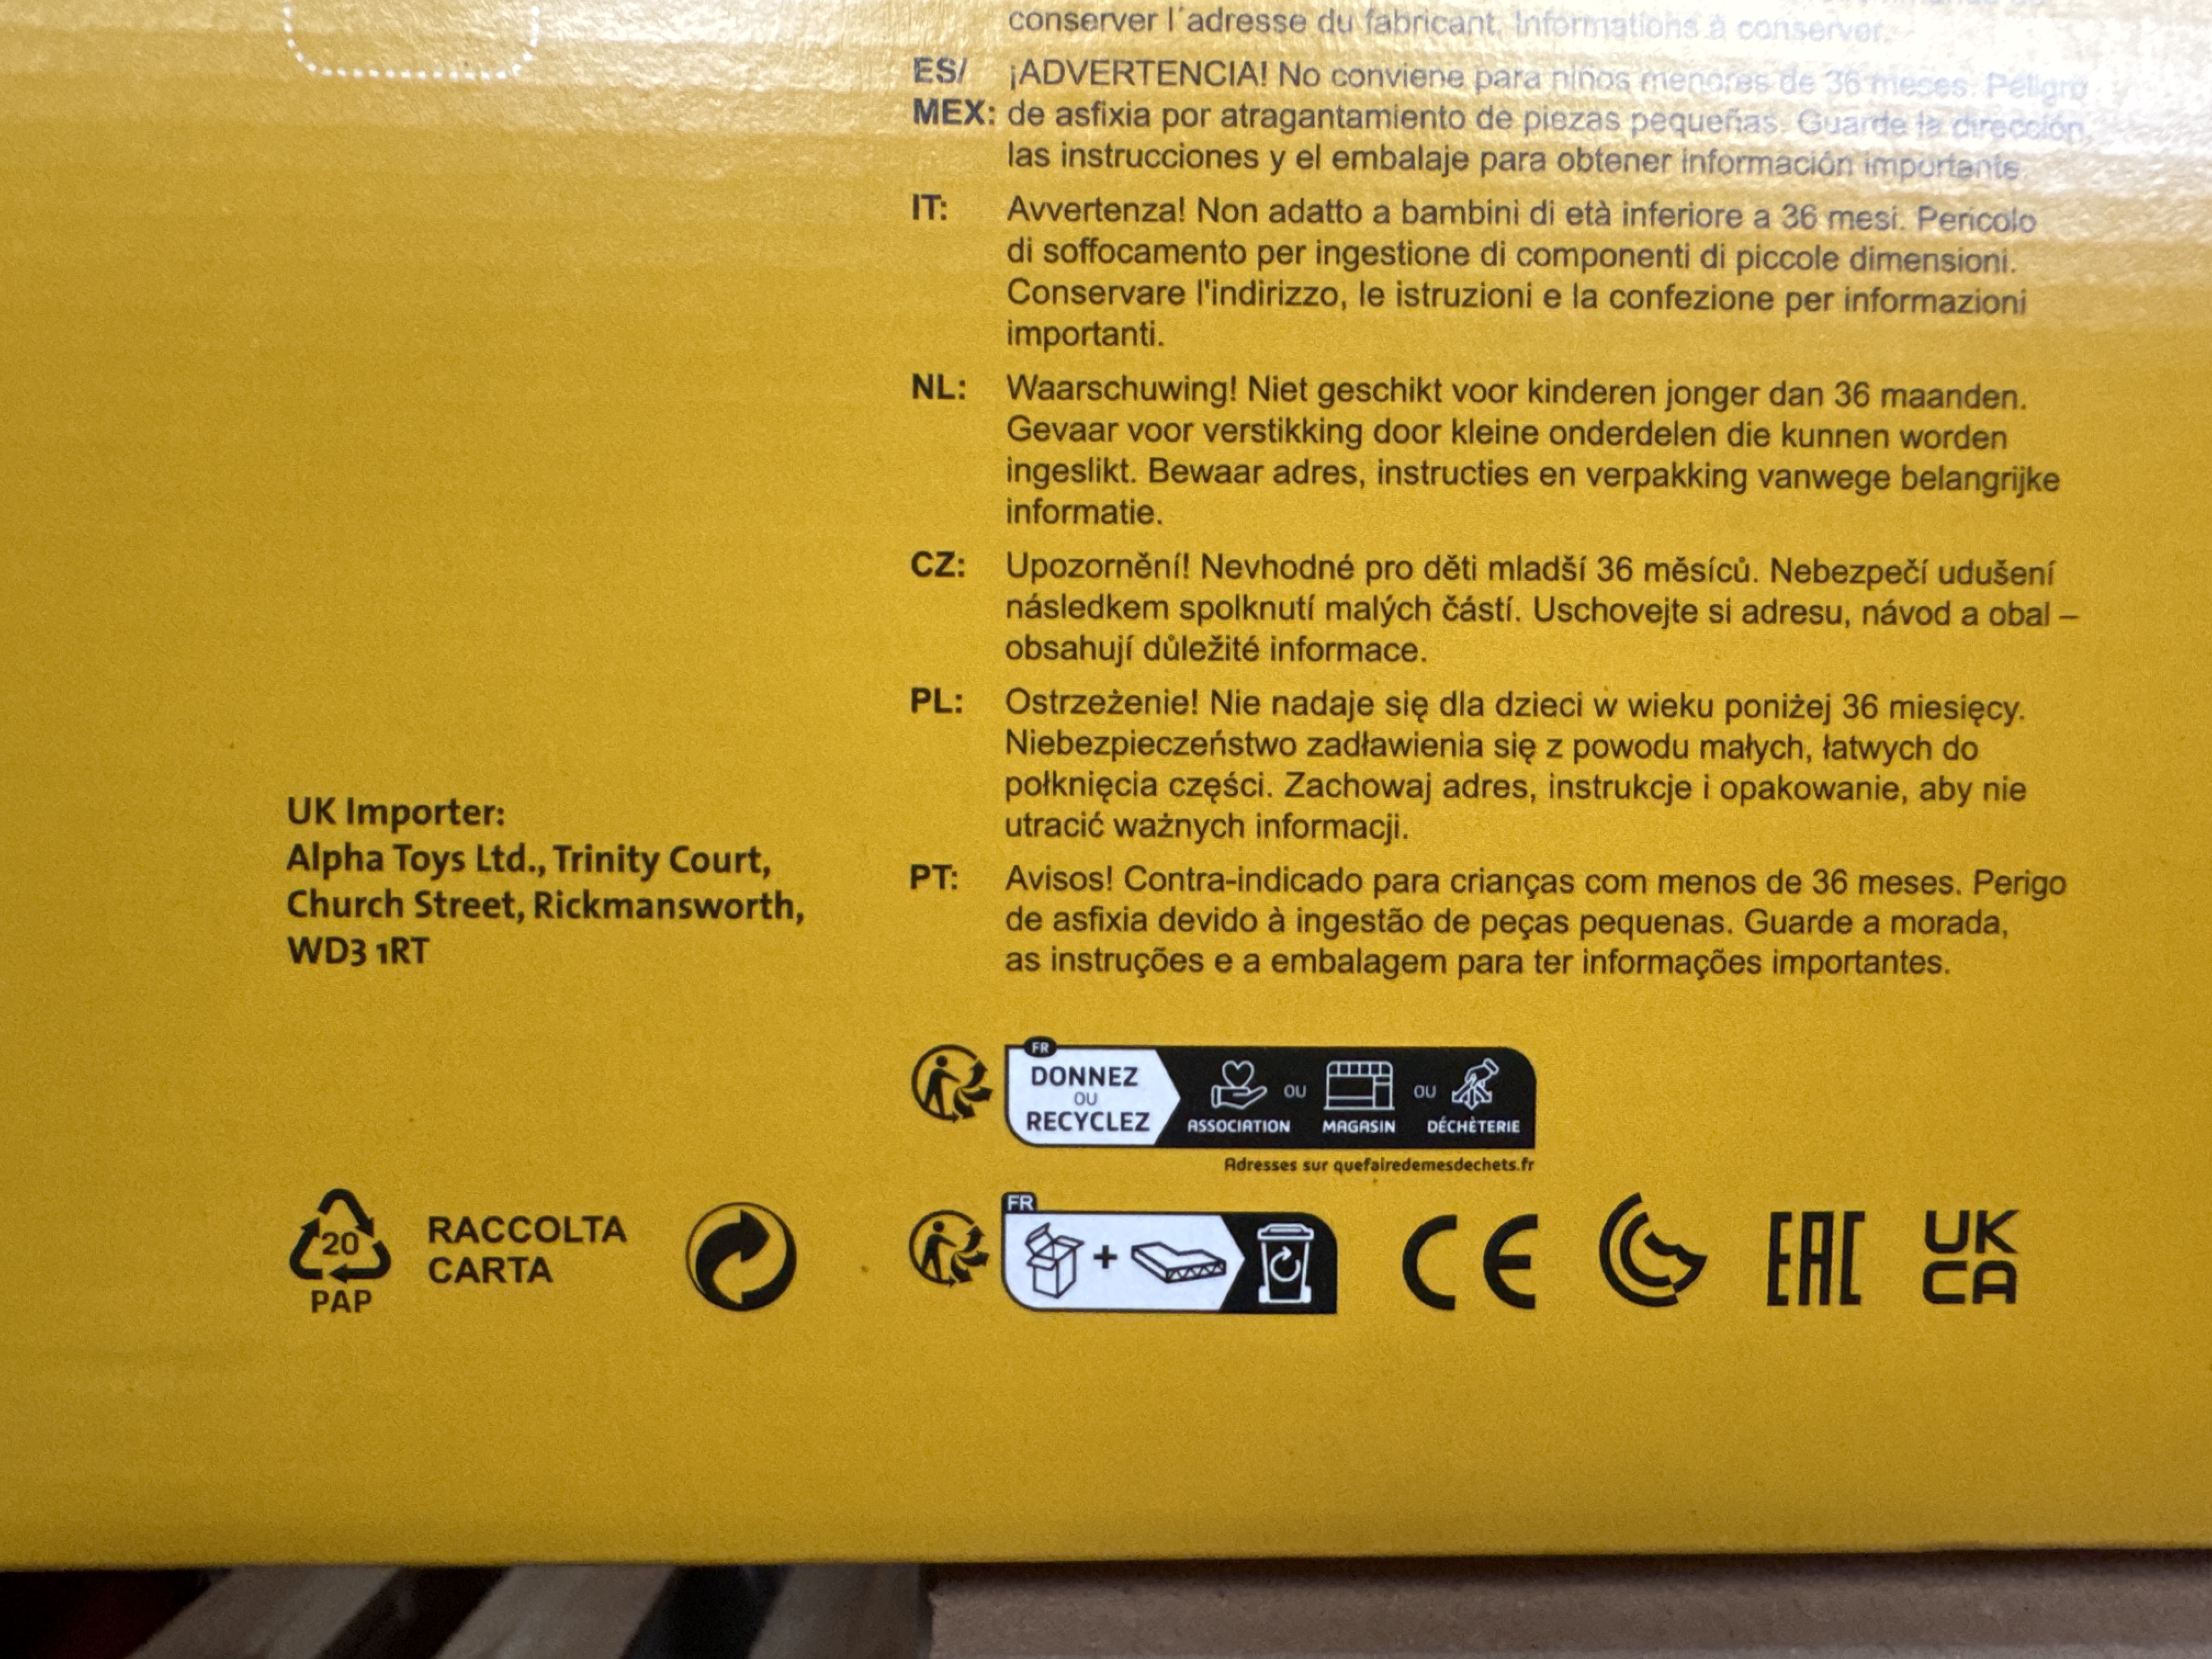 conserver l'adresse du fabricant. Informations à conserver.
ES/ ¡ADVERTENCIA! No conviene para niños menores de 36 meses. Peligro
MEX: de asfixia por atragantamiento de piezas pequeñas. Guarde la dirección,
las instrucciones y el embalaje para obtener información importante.
IT: Avvertenza! Non adatto a bambini di età inferiore a 36 mesi. Pericolo
di soffocamento per ingestione di componenti di piccole dimensioni.
Conservare l'indirizzo, le istruzioni e la confezione per informazioni
importanti.
NL: Waarschuwing! Niet geschikt voor kinderen jonger dan 36 maanden.
Gevaar voor verstikking door kleine onderdelen die kunnen worden
ingeslikt. Bewaar adres, instructies en verpakking vanwege belangrijke
informatie.
CZ: Upozornění! Nevhodné pro děti mladší 36 měsíců. Nebezpečí udušení
následkem spolknutí malých částí. Uschovejte si adresu, návod a obal –
obsahují důležité informace.
PL: Ostrzeżenie! Nie nadaje się dla dzieci w wieku poniżej 36 miesięcy.
Niebezpieczeństwo zadławienia się z powodu małych, łatwych do
połknięcia części. Zachowaj adres, instrukcje i opakowanie, aby nie
utracić ważnych informacji.
PT: Avisos! Contra-indicado para crianças com menos de 36 meses. Perigo
de asfixia devido à ingestão de peças pequenas. Guarde a morada,
as instruções e a embalagem para ter informações importantes.
UK Importer:
Alpha Toys Ltd., Trinity Court,
Church Street, Rickmansworth,
WD3 1RT
FR
DONNEZ
OU
RECYCLEZ
ASSOCIATION OU MAGASIN OU DÉCHÈTERIE
Adresses sur quefairedemesdechets.fr
20
PAP
RACCOLTA
CARTA
FR
+
CE
EAC
UK
CA